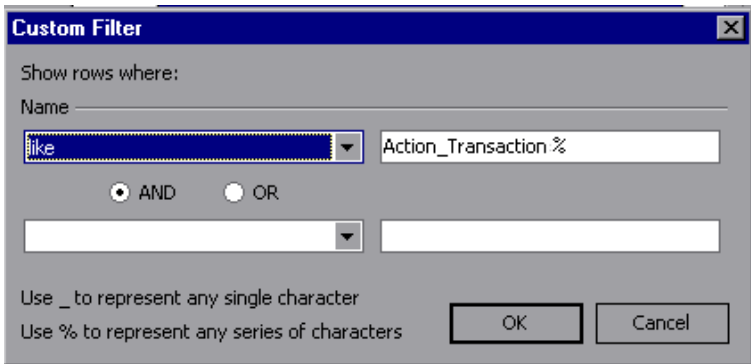 Custom Filter
Show rows where:
Name
like Action_Transaction %
AND OR
Use _ to represent any single character
Use % to represent any series of characters
OK Cancel